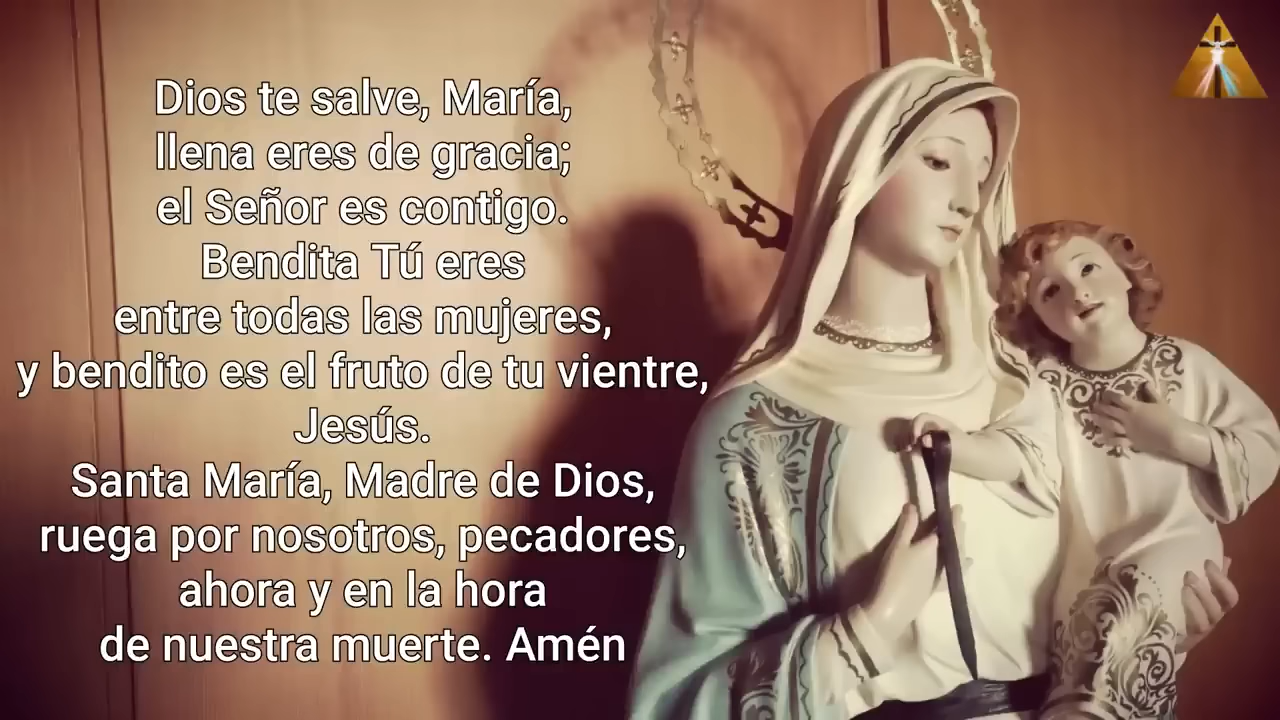 Dios te salve, María,
llena eres de gracia;
el Señor es contigo.
Bendita Tú eres
entre todas las mujeres,
y bendito es el fruto de tu vientre,
Jesús.
Santa María, Madre de Dios,
ruega por nosotros, pecadores,
ahora y en la hora
de nuestra muerte. Amén